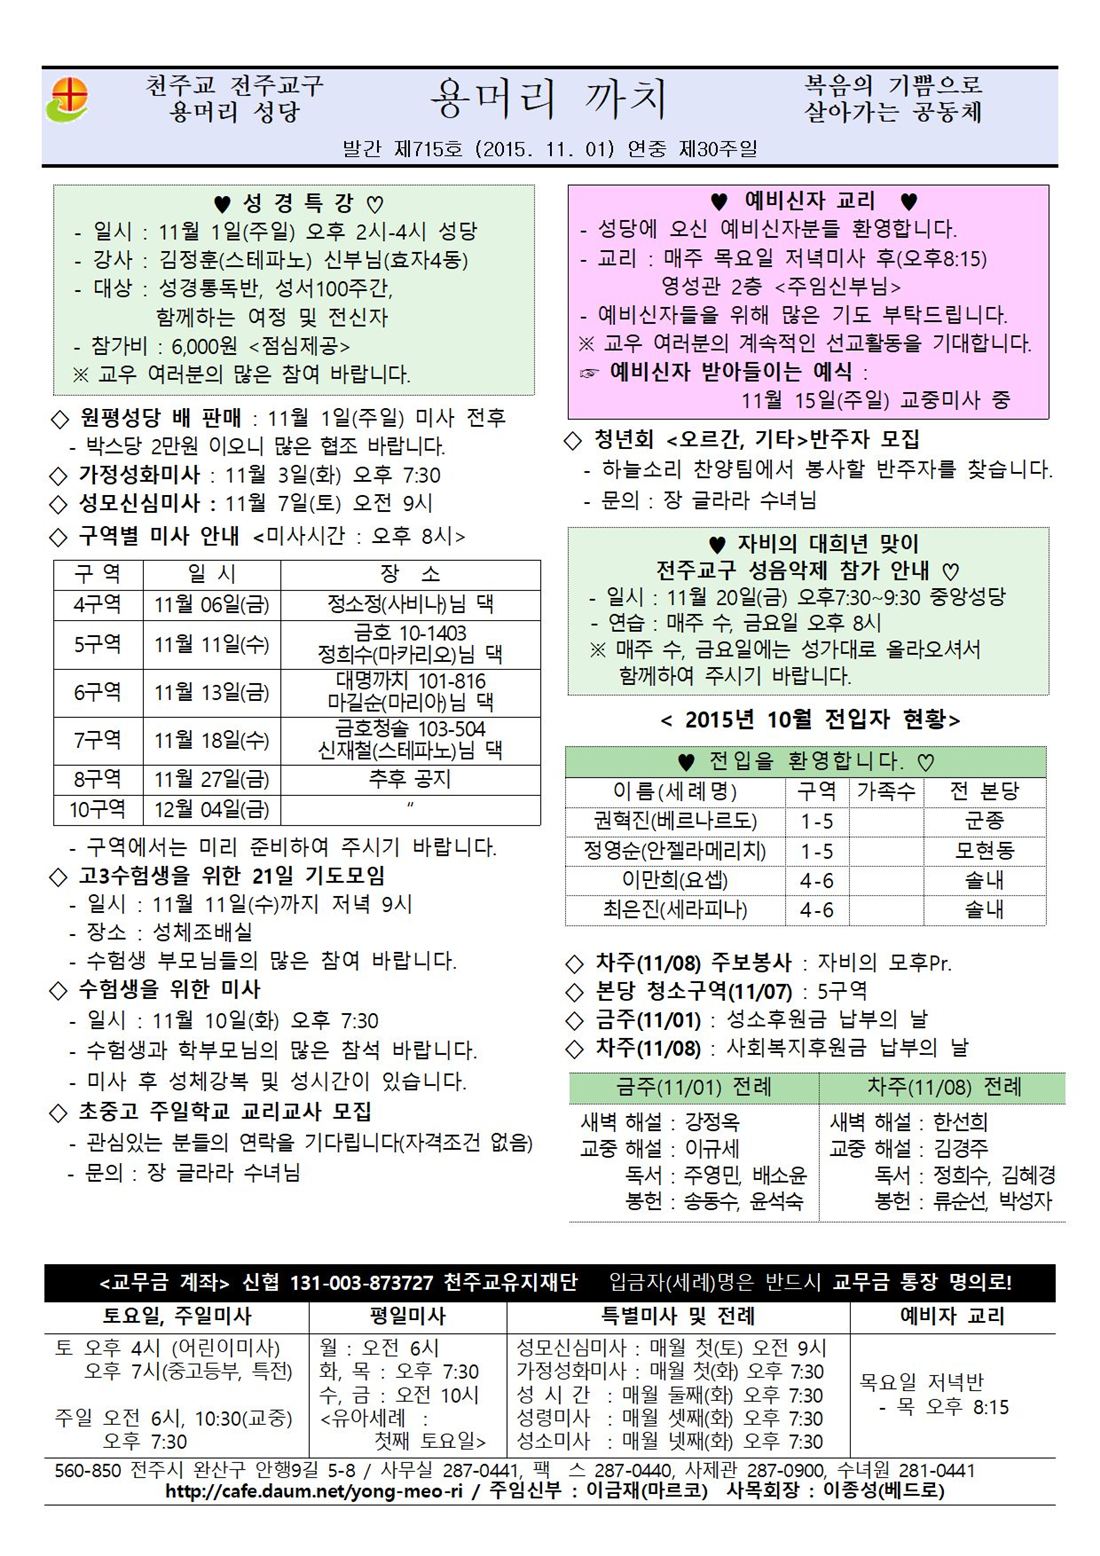 천주교 전주교구
용머리 성당
용머리 까치
복음의 기쁨으로
살아가는 공동체
발간 제715호 (2015. 11. 01) 연중 제30주일
♥ 성 경 특 강 ♡
- 일시 : 11월 1일(주일) 오후 2시-4시 성당
- 강사 : 김정훈(스테파노) 신부님(효자4동)
- 대상 : 성경통독반, 성서100주간,
함께하는 여정 및 전신자
- 참가비 : 6,000원 <점심제공>
※ 교우 여러분의 많은 참여 바랍니다.
◇ 원평성당 배 판매 : 11월 1일(주일) 미사 전후
- 박스당 2만원 이오니 많은 협조 바랍니다.
◇ 가정성화미사 : 11월 3일(화) 오후 7:30
◇ 성모신심미사 : 11월 7일(토) 오전 9시
◇ 구역별 미사 안내 <미사시간 : 오후 8시>
구 역 일 시 장 소
4구역 11월 06일(금) 정소정(사비나)님 댁
5구역 11월 11일(수) 금호 10-1403
정희수(마카리오)님 댁
6구역 11월 13일(금) 대명까치 101-816
마길순(마리아)님 댁
7구역 11월 18일(수) 금호청솔 103-504
신재철(스테파노)님 댁
8구역 11월 27일(금) 추후 공지
10구역 12월 04일(금) “
- 구역에서는 미리 준비하여 주시기 바랍니다.
◇ 고3수험생을 위한 21일 기도모임
- 일시 : 11월 11일(수)까지 저녁 9시
- 장소 : 성체조배실
- 수험생 부모님들의 많은 참여 바랍니다.
◇ 수험생을 위한 미사
- 일시 : 11월 10일(화) 오후 7:30
- 수험생과 학부모님의 많은 참석 바랍니다.
- 미사 후 성체강복 및 성시간이 있습니다.
◇ 초중고 주일학교 교리교사 모집
- 관심있는 분들의 연락을 기다립니다(자격조건 없음)
- 문의 : 장 글라라 수녀님
♥ 예비신자 교리 ♥
- 성당에 오신 예비신자분들 환영합니다.
- 교리 : 매주 목요일 저녁미사 후(오후8:15)
영성관 2층 <주임신부님>
- 예비신자들을 위해 많은 기도 부탁드립니다.
※ 교우 여러분의 계속적인 선교활동을 기대합니다.
☞ 예비신자 받아들이는 예식 :
11월 15일(주일) 교중미사 중
◇ 청년회 <오르간, 기타>반주자 모집
- 하늘소리 찬양팀에서 봉사할 반주자를 찾습니다.
- 문의 : 장 글라라 수녀님
♥ 자비의 대희년 맞이
전주교구 성음악제 참가 안내 ♡
- 일시 : 11월 20일(금) 오후7:30~9:30 중앙성당
- 연습 : 매주 수, 금요일 오후 8시
※ 매주 수, 금요일에는 성가대로 올라오셔서
함께하여 주시기 바랍니다.
< 2015년 10월 전입자 현황>
♥ 전입을 환영합니다. ♡
이름(세례명) 구역 가족수 전 본당
권혁진(베르나르도) 1-5 군종
정영순(안젤라메리치) 1-5 모현동
이만희(요셉) 4-6 솔내
최은진(세라피나) 4-6 솔내
◇ 차주(11/08) 주보봉사 : 자비의 모후Pr.
◇ 본당 청소구역(11/07) : 5구역
◇ 금주(11/01) : 성소후원금 납부의 날
◇ 차주(11/08) : 사회복지후원금 납부의 날
금주(11/01) 전례 차주(11/08) 전례
새벽 해설 : 강정옥 새벽 해설 : 한선희
교중 해설 : 이규세 교중 해설 : 김경주
독서 : 주영민, 배소윤 독서 : 정희수, 김혜경
봉헌 : 송동수, 윤석숙 봉헌 : 류순선, 박성자
<교무금 계좌> 신협 131-003-873727 천주교유지재단 입금자(세례)명은 반드시 교무금 통장 명의로!
토요일, 주일미사 평일미사 특별미사 및 전례 예비자 교리
토 오후 4시 (어린이미사)
오후 7시(중고등부, 특전)
주일 오전 6시, 10:30(교중)
오후 7:30
월 : 오전 6시
화, 목 : 오후 7:30
수, 금 : 오전 10시
<유아세례 :
첫째 토요일>
성모신심미사 : 매월 첫(토) 오전 9시
가정성화미사 : 매월 첫(화) 오후 7:30
성 시 간 : 매월 둘째(화) 오후 7:30
성령미사 : 매월 셋째(화) 오후 7:30
성소미사 : 매월 넷째(화) 오후 7:30
목요일 저녁반
- 목 오후 8:15
560-850 전주시 완산구 안행9길 5-8 / 사무실 287-0441, 팩 스 287-0440, 사제관 287-0900, 수녀원 281-0441
http://cafe.daum.net/yong-meo-ri / 주임신부 : 이금재(마르코) 사목회장 : 이종성(베드로)